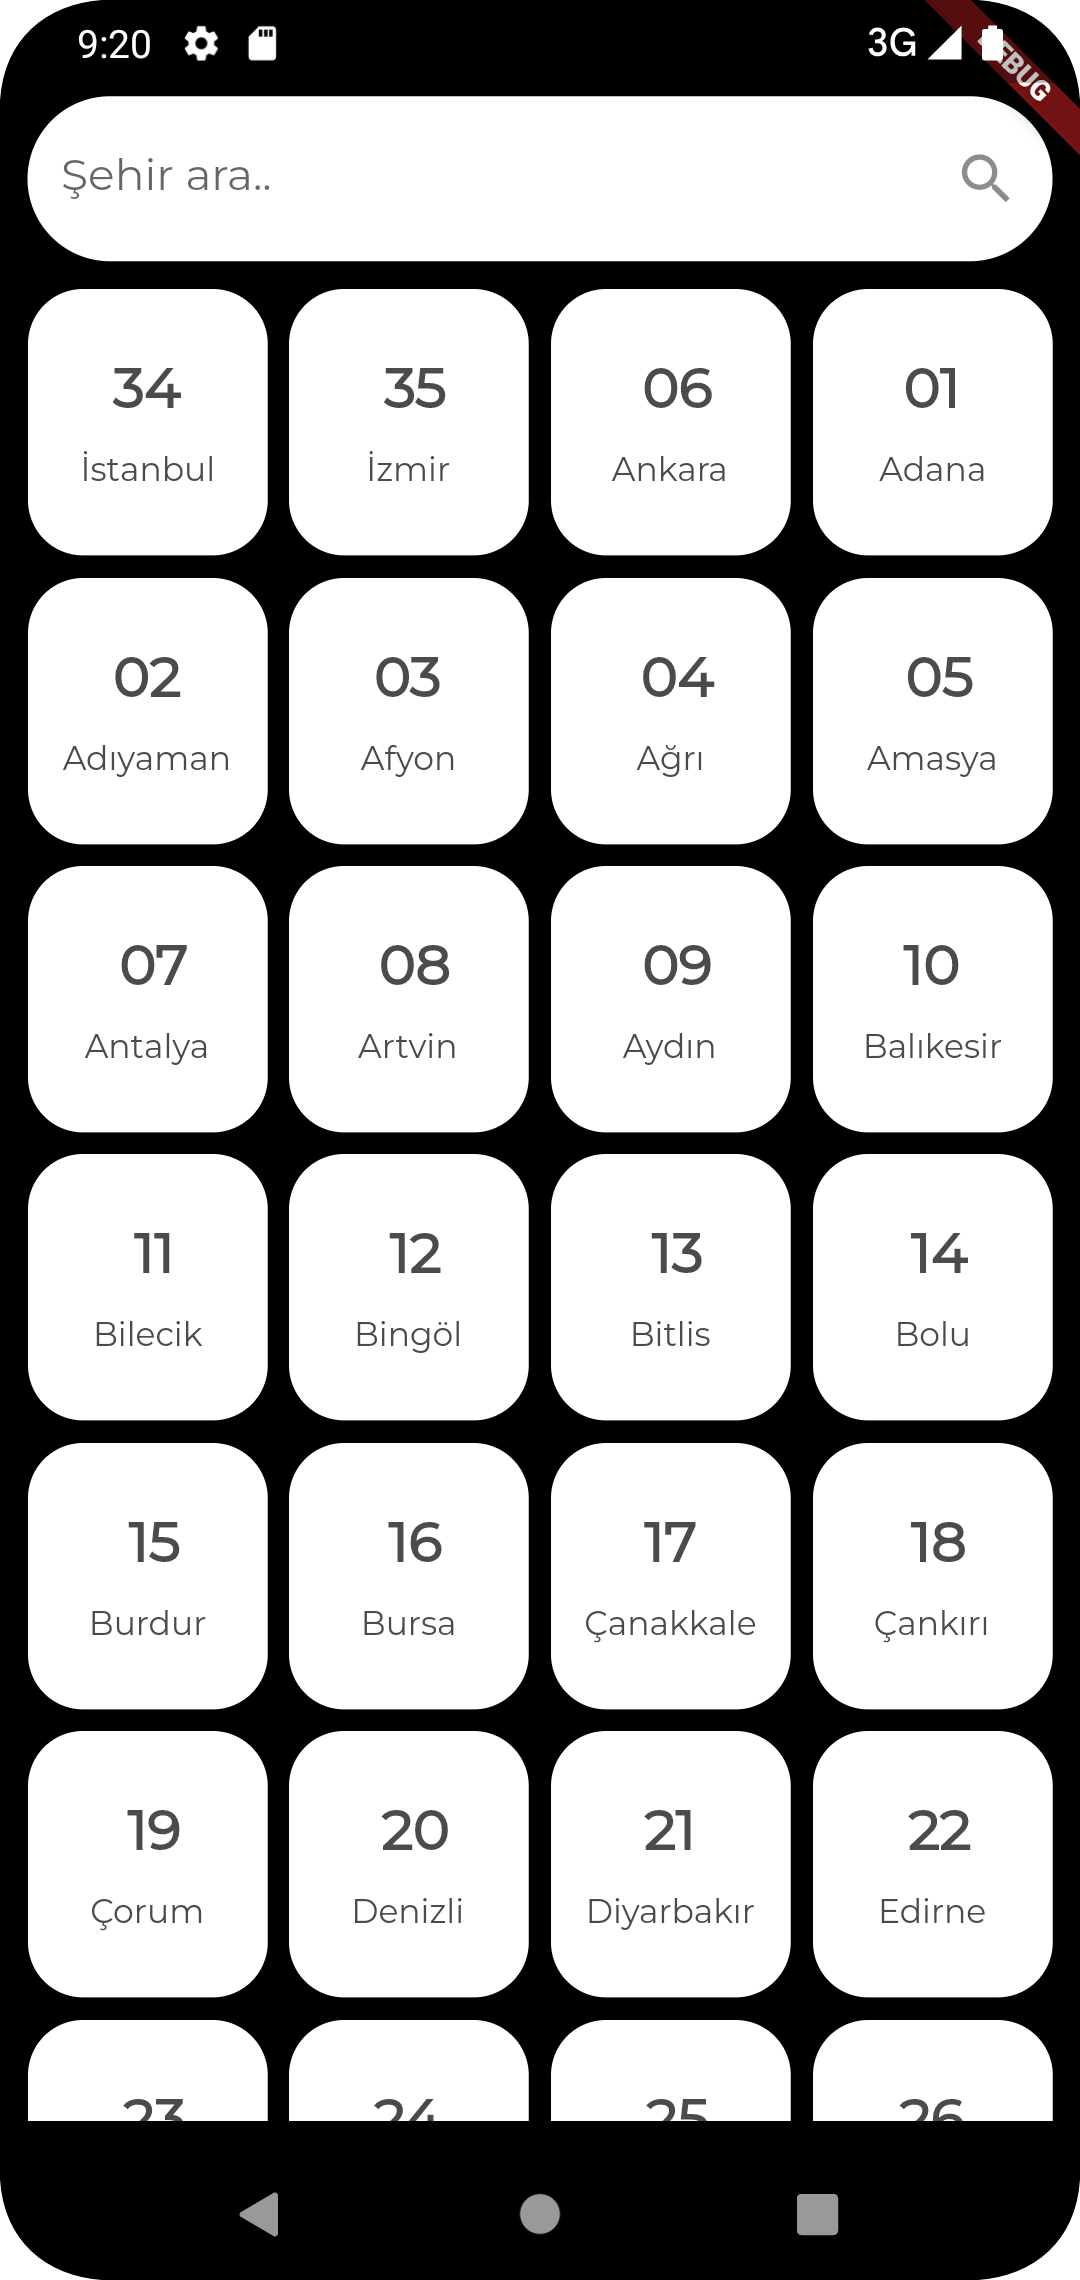 9:20 3G
DEBUG
Şehir ara..
34 35 06 01
İstanbul İzmir Ankara Adana
02 03 04 05
Adıyaman Afyon Ağrı Amasya
07 08 09 10
Antalya Artvin Aydın Balıkesir
11 12 13 14
Bilecik Bingöl Bitlis Bolu
15 16 17 18
Burdur Bursa Çanakkale Çankırı
19 20 21 22
Çorum Denizli Diyarbakır Edirne
23 24 25 26